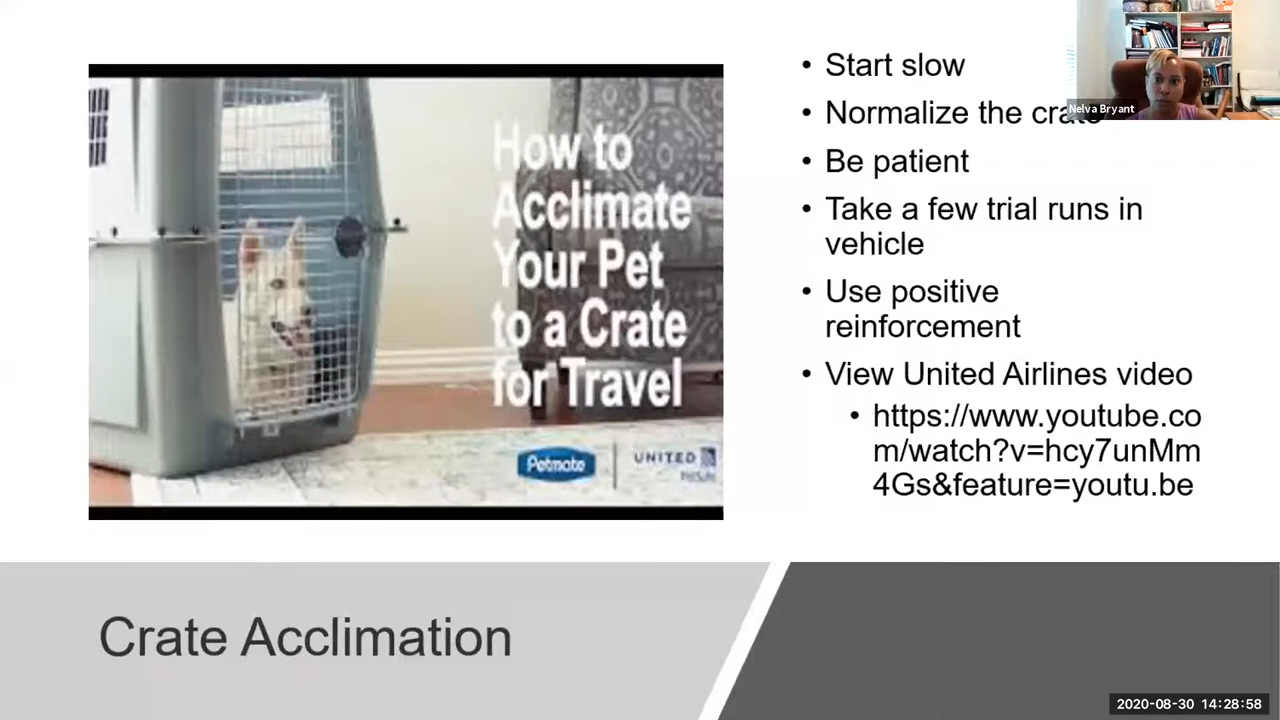 How to
Acclimate
Your Pet
to a Crate
for Travel
Petmate
UNITED
Start slow
Normalize the crate
Be patient
Take a few trial runs in
vehicle
Use positive
reinforcement
View United Airlines video
https://www.youtube.co
m/watch?v=hcy7unMm
4Gs&feature=youtu.be
Nelva Bryant
Crate Acclimation
2020-08-30 14:28:58